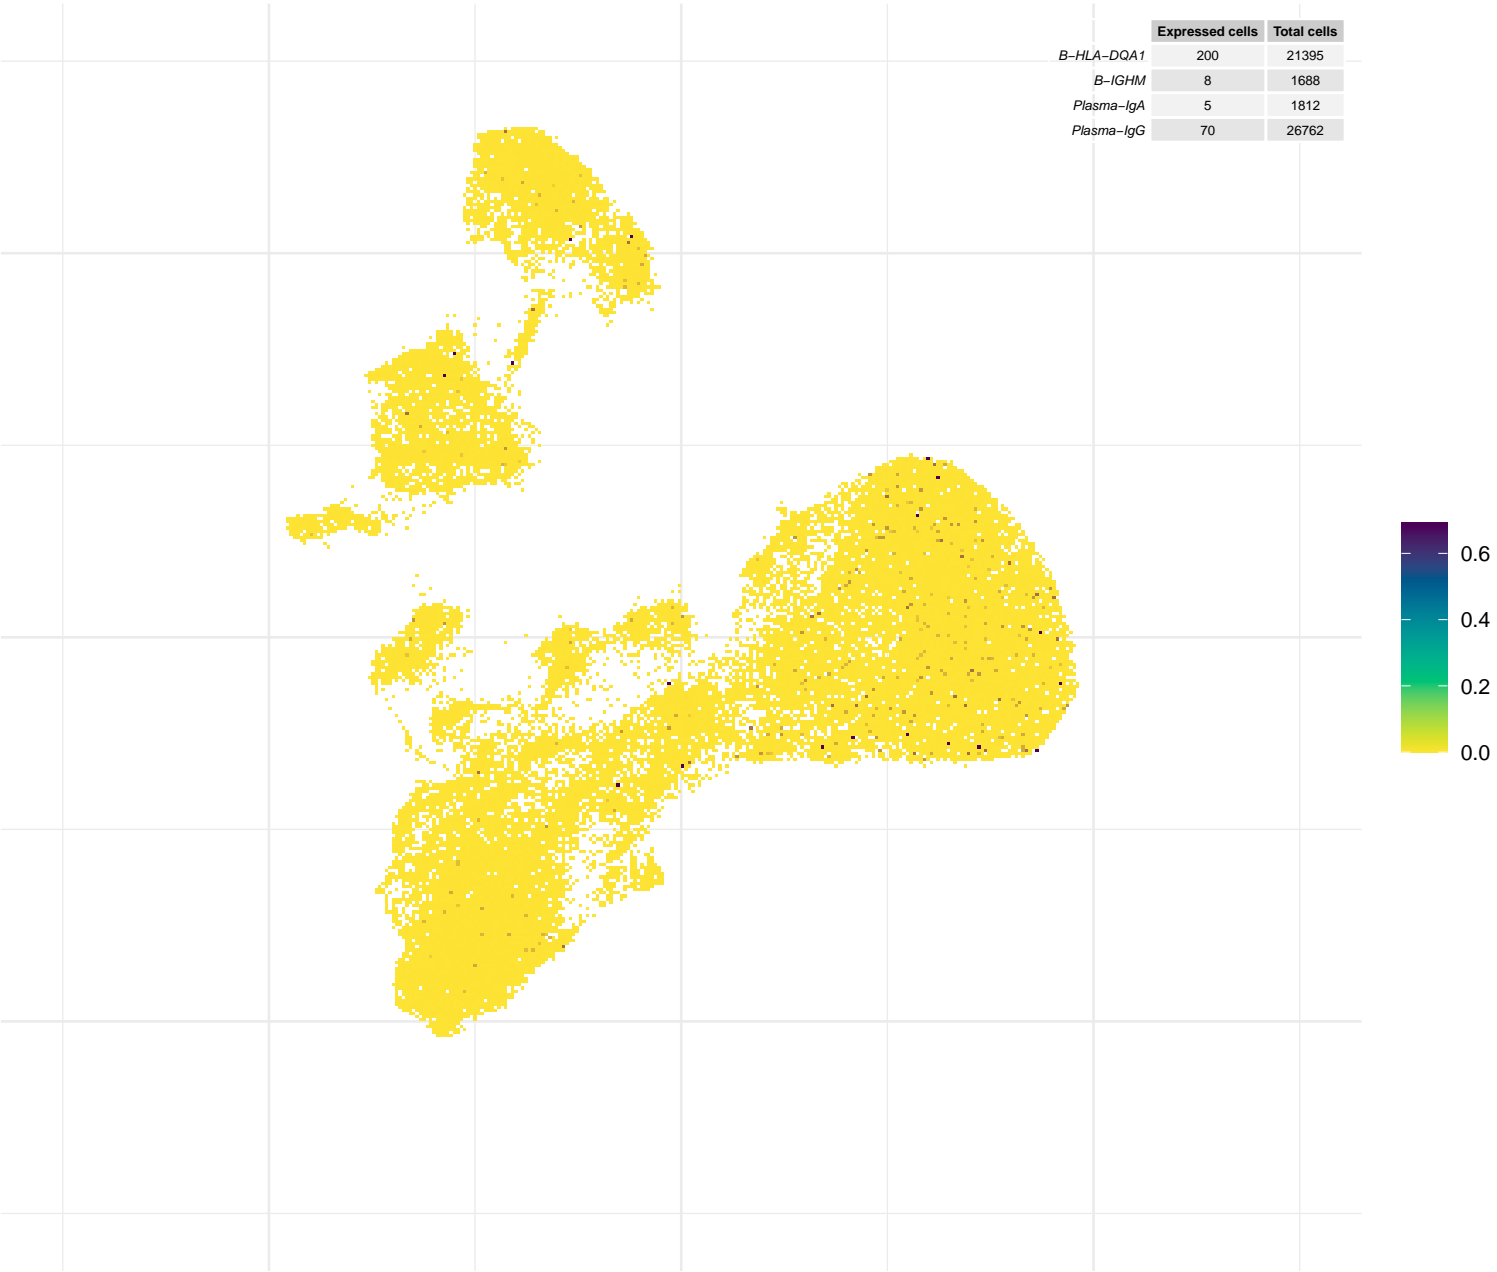 Expressed cells Total cells
B−HLA−DQA1 200 21395
B−IGHM 8 1688
Plasma−IgA 5 1812
Plasma−IgG 70 26762
0.6
0.4
0.2
0.0